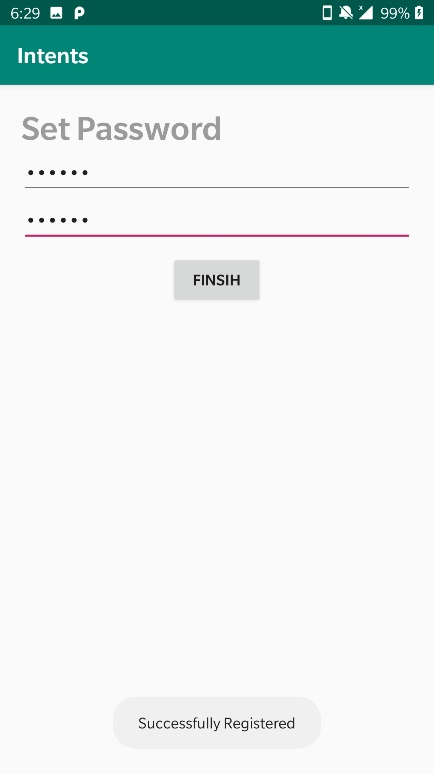 6:29 99%
Intents
Set Password
••••••
••••••
FINSIH
Successfully Registered